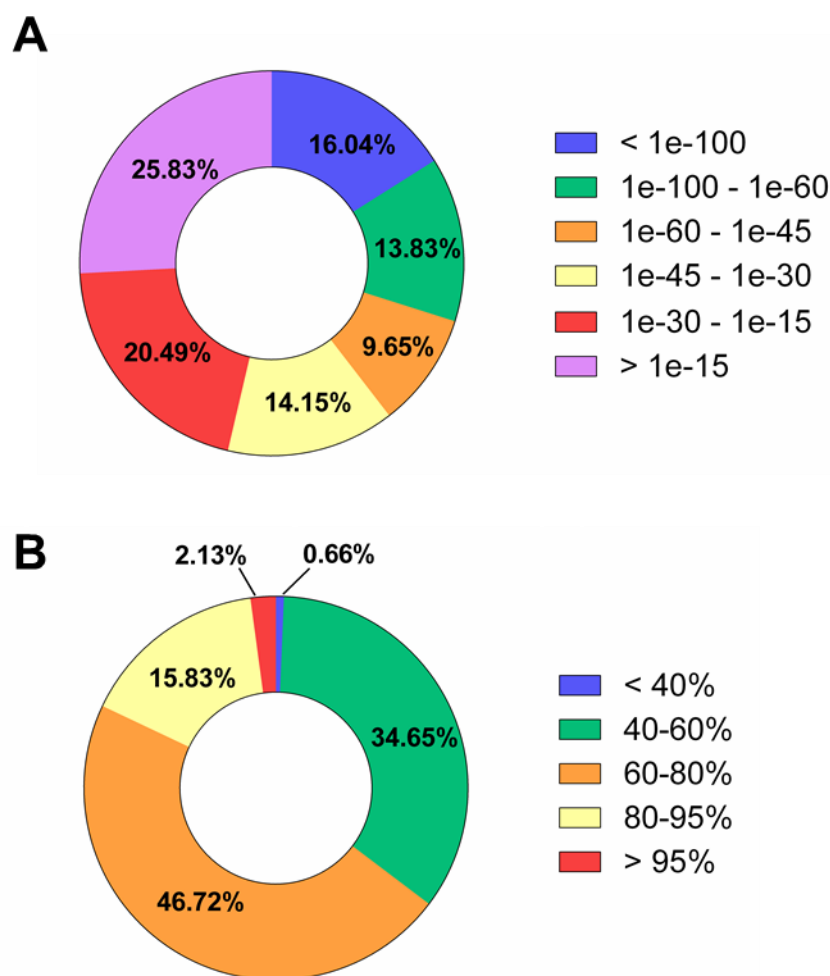 A
16.04%
25.83%
13.83%
9.65%
20.49%
14.15%
< 1e-100
1e-100 - 1e-60
1e-60 - 1e-45
1e-45 - 1e-30
1e-30 - 1e-15
> 1e-15
B
2.13%
0.66%
15.83%
34.65%
46.72%
< 40%
40-60%
60-80%
80-95%
> 95%